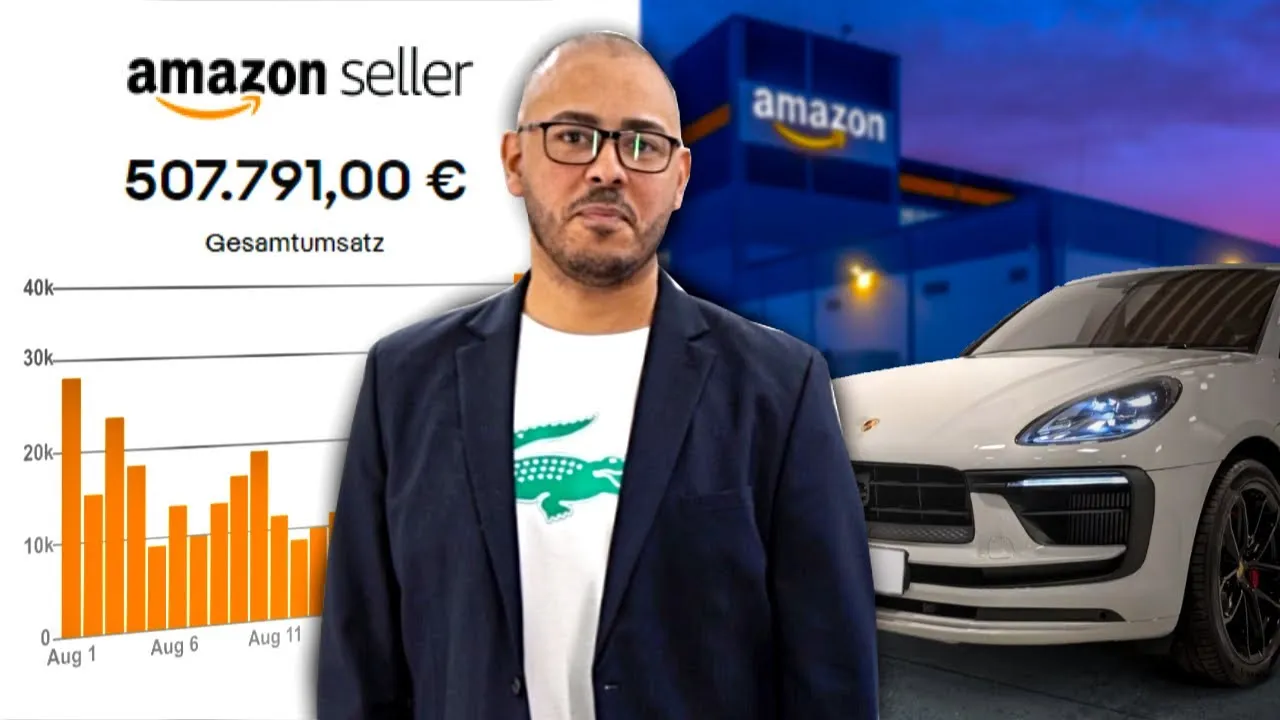 amazon seller
507.791,00 €
Gesamtumsatz
40k
30k
20k
10k
0
Aug 1
Aug 6
Aug 11
amazon